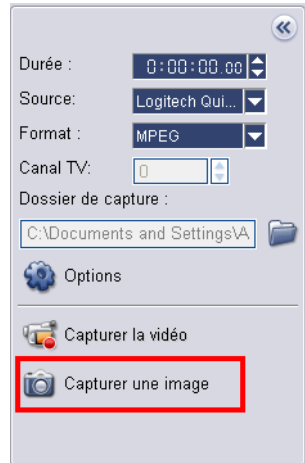 Durée : 0:00:00.00
Source: Logitech Qui...
Format : MPEG
Canal TV: 0
Dossier de capture :
C:\Documents and Settings\A
Options
Capturer la vidéo
Capturer une image